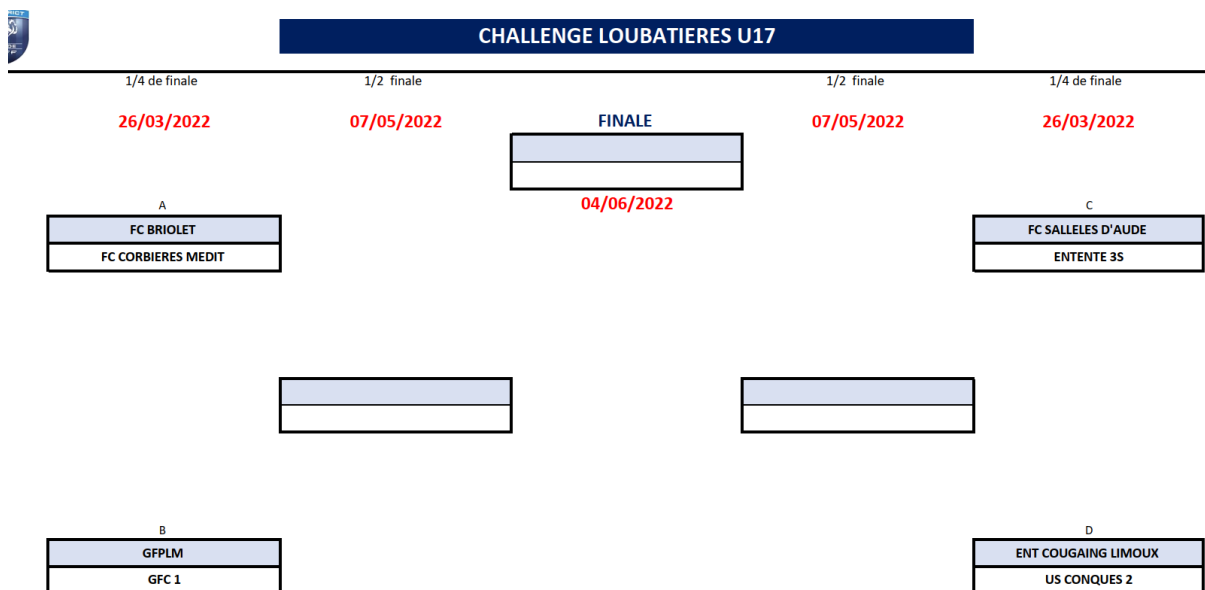 CHALLENGE LOUBATIERES U17
1/4 de finale 1/2 finale 1/2 finale 1/4 de finale
26/03/2022 07/05/2022 FINALE 07/05/2022 26/03/2022
04/06/2022
A C
FC BRIOLET FC SALLELES D'AUDE
FC CORBIERES MEDIT ENTENTE 3S
B D
GFPLM ENT COUGAING LIMOUX
GFC 1 US CONQUES 2